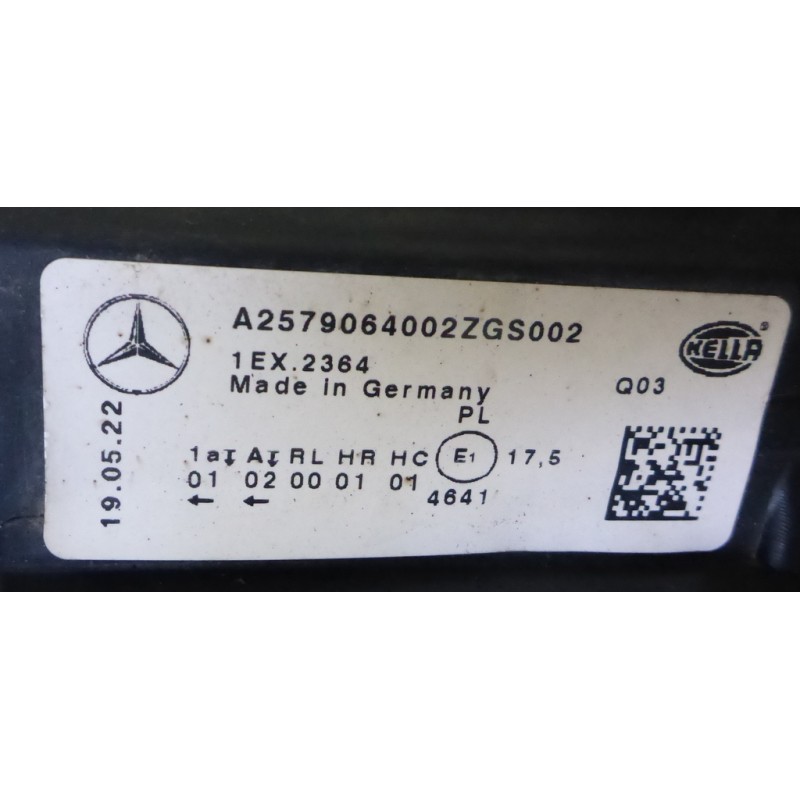 A2579064002ZGS002
1EX.2364
Made in Germany
PL
HELLA ®
Q03
19.05.22
1a↧ A↧ RL HR HC E1 17,5
01 02 00 01 01 4641
← ←